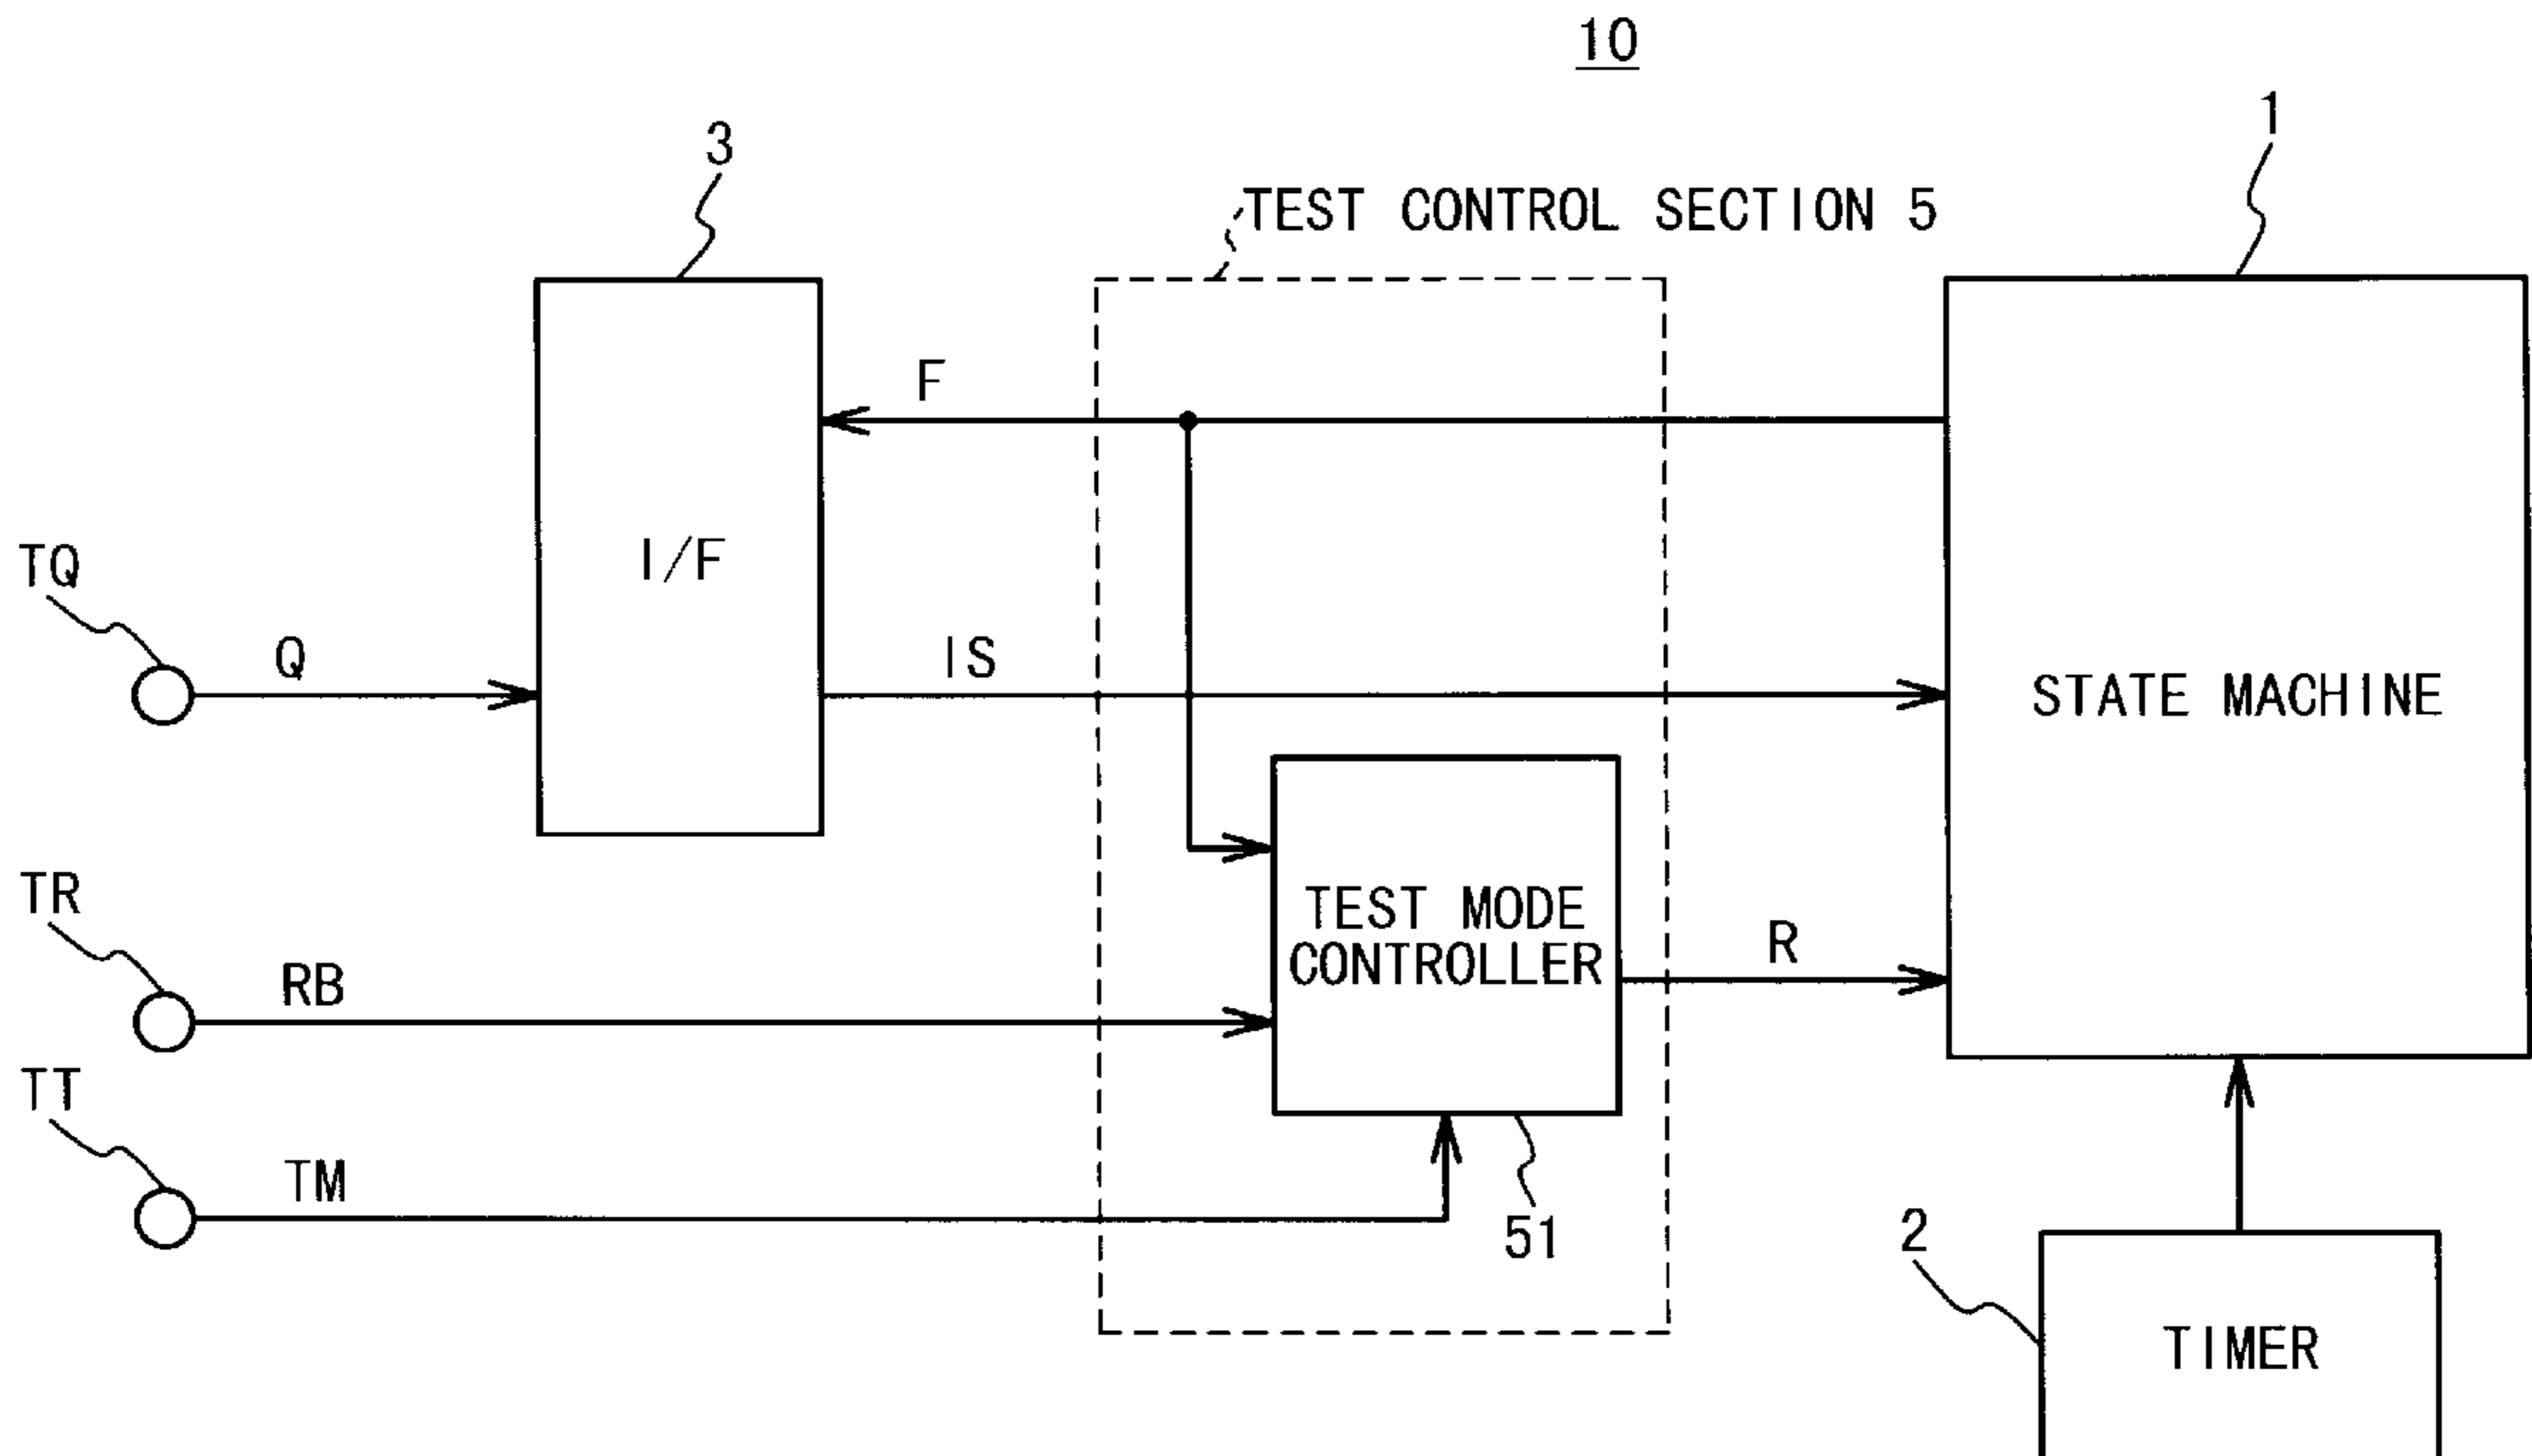 10
1
3
TEST CONTROL SECTION 5
F
I/F
TQ
Q
IS
STATE MACHINE
TR
RB
TEST MODE
CONTROLLER
R
TT
TM
51
2
TIMER